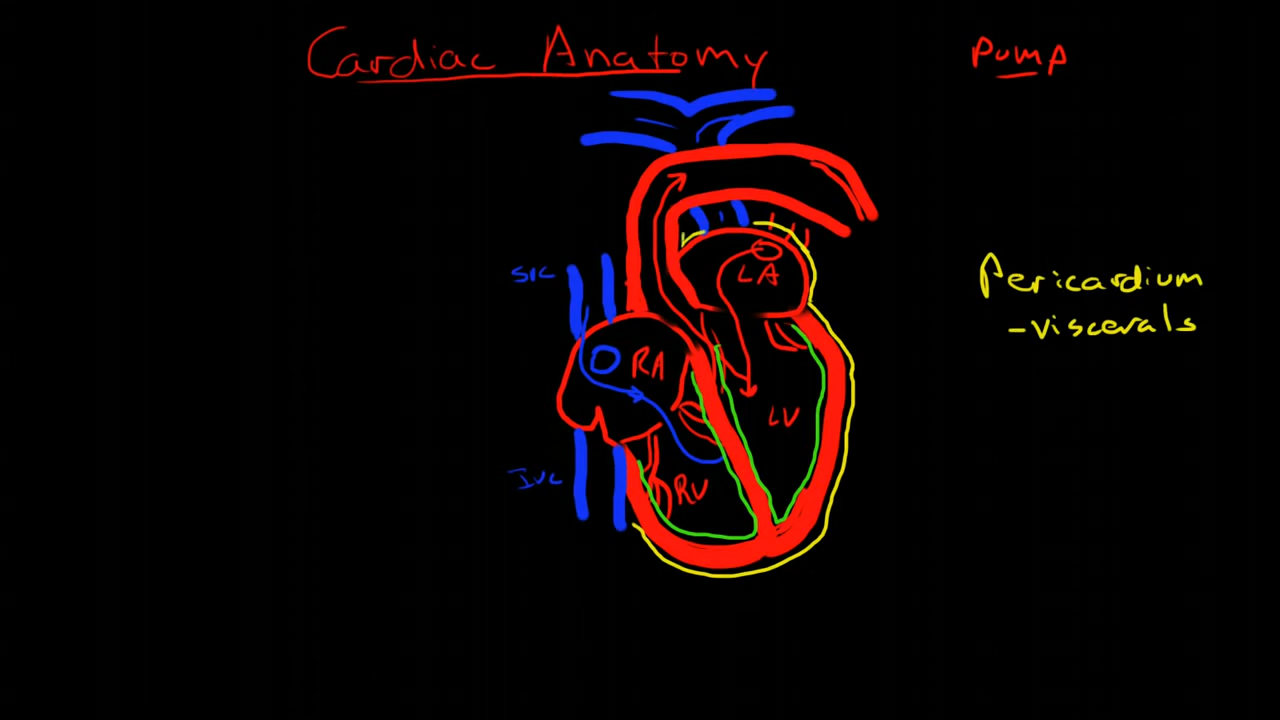 Cardiac Anatomy
Pump
SVC
LA
Pericardium
-viscerals
RA
LV
IVC
RV